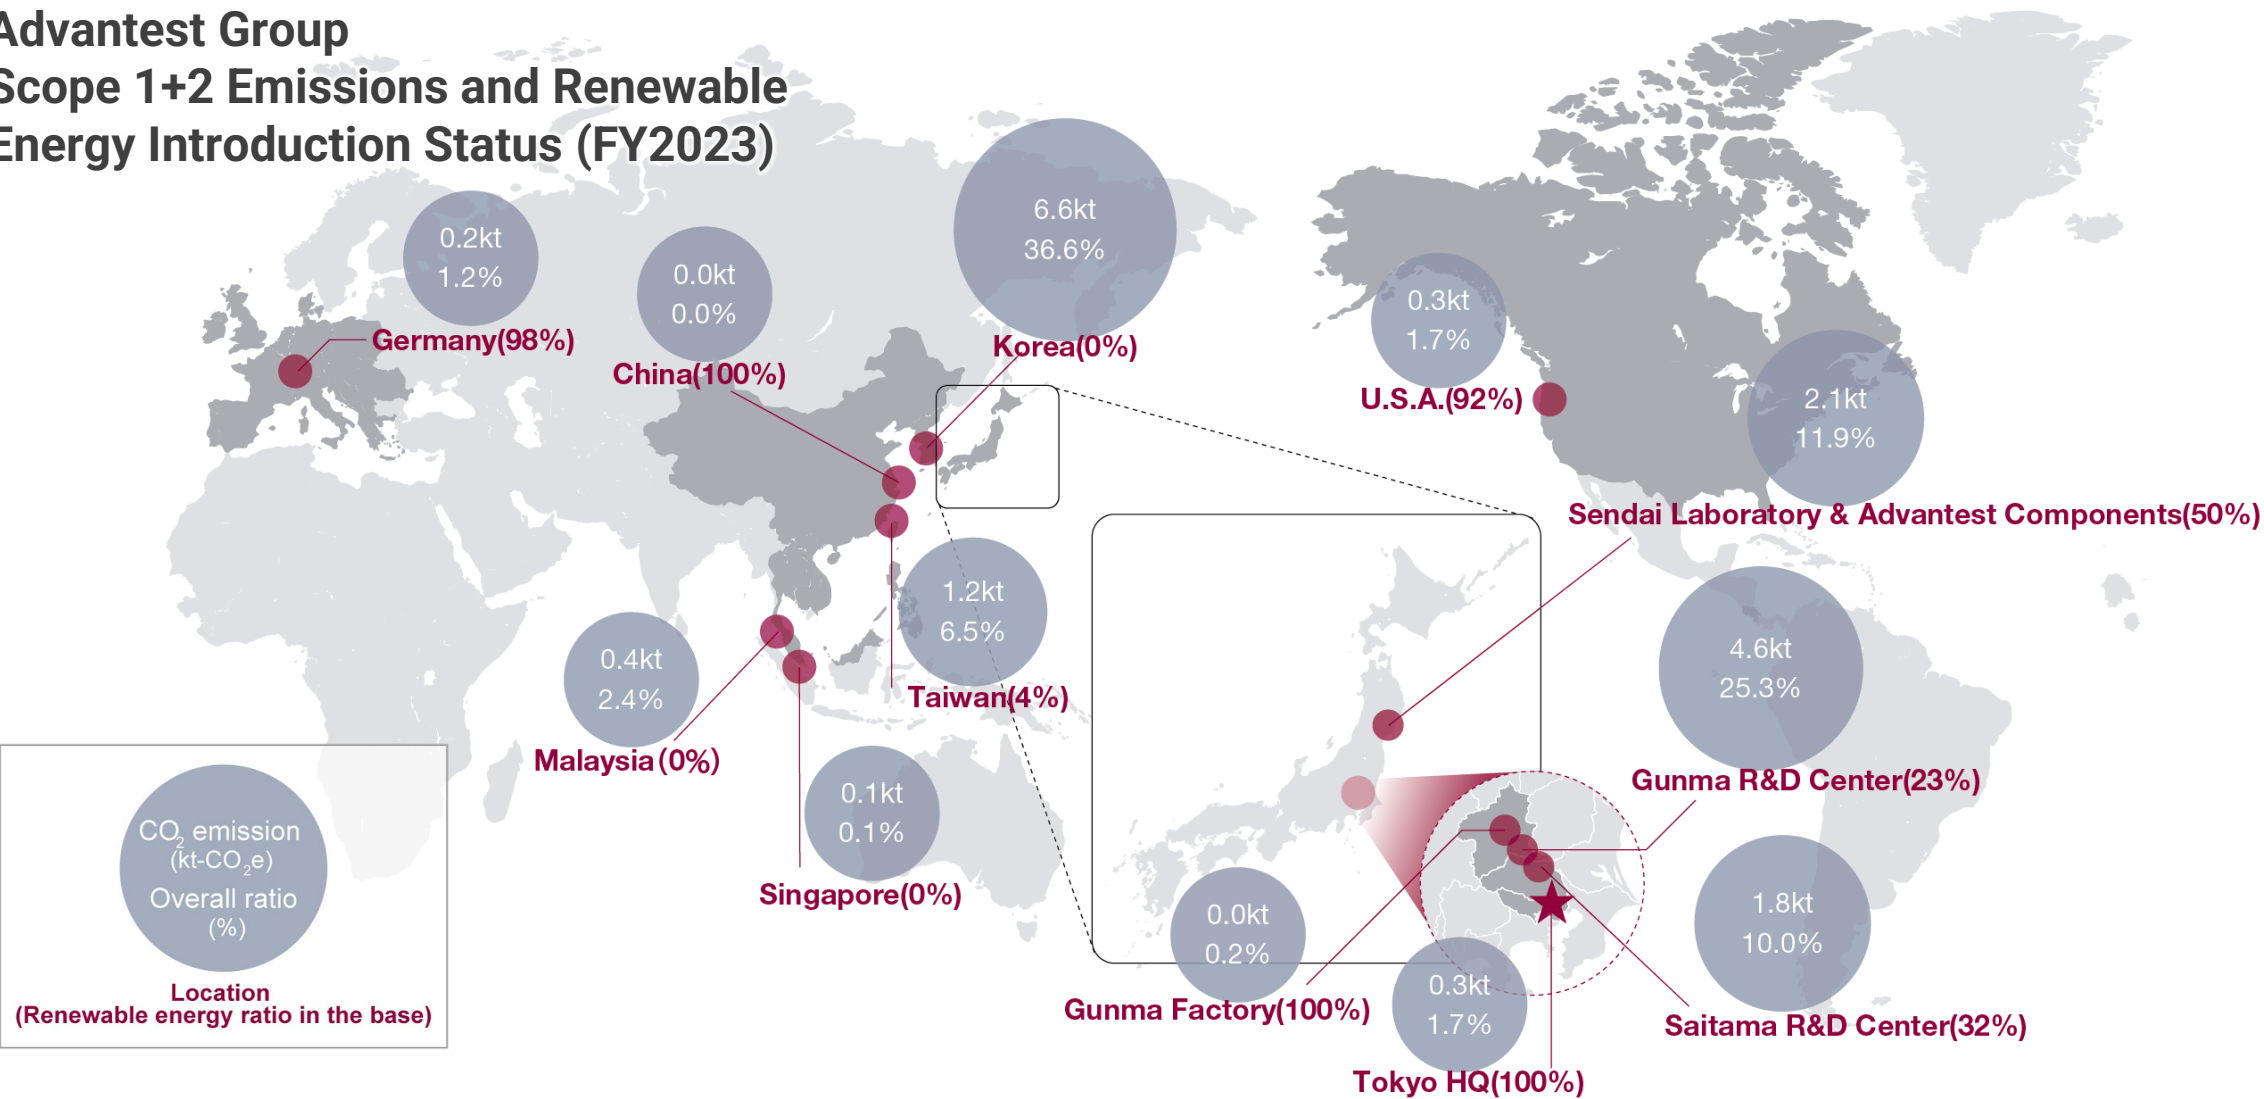 Advantest Group
Scope 1+2 Emissions and Renewable
Energy Introduction Status (FY2023)
0.2kt
1.2%
Germany(98%)
0.0kt
0.0%
China(100%)
6.6kt
36.6%
Korea(0%)
0.3kt
1.7%
U.S.A.(92%)
2.1kt
11.9%
Sendai Laboratory & Advantest Components(50%)
1.2kt
6.5%
Taiwan(4%)
0.4kt
2.4%
Malaysia(0%)
0.1kt
0.1%
Singapore(0%)
4.6kt
25.3%
Gunma R&D Center(23%)
1.8kt
10.0%
Saitama R&D Center(32%)
0.0kt
0.2%
Gunma Factory(100%)
0.3kt
1.7%
Tokyo HQ(100%)
CO2 emission
(kt-CO2e)
Overall ratio
(%)
Location
(Renewable energy ratio in the base)